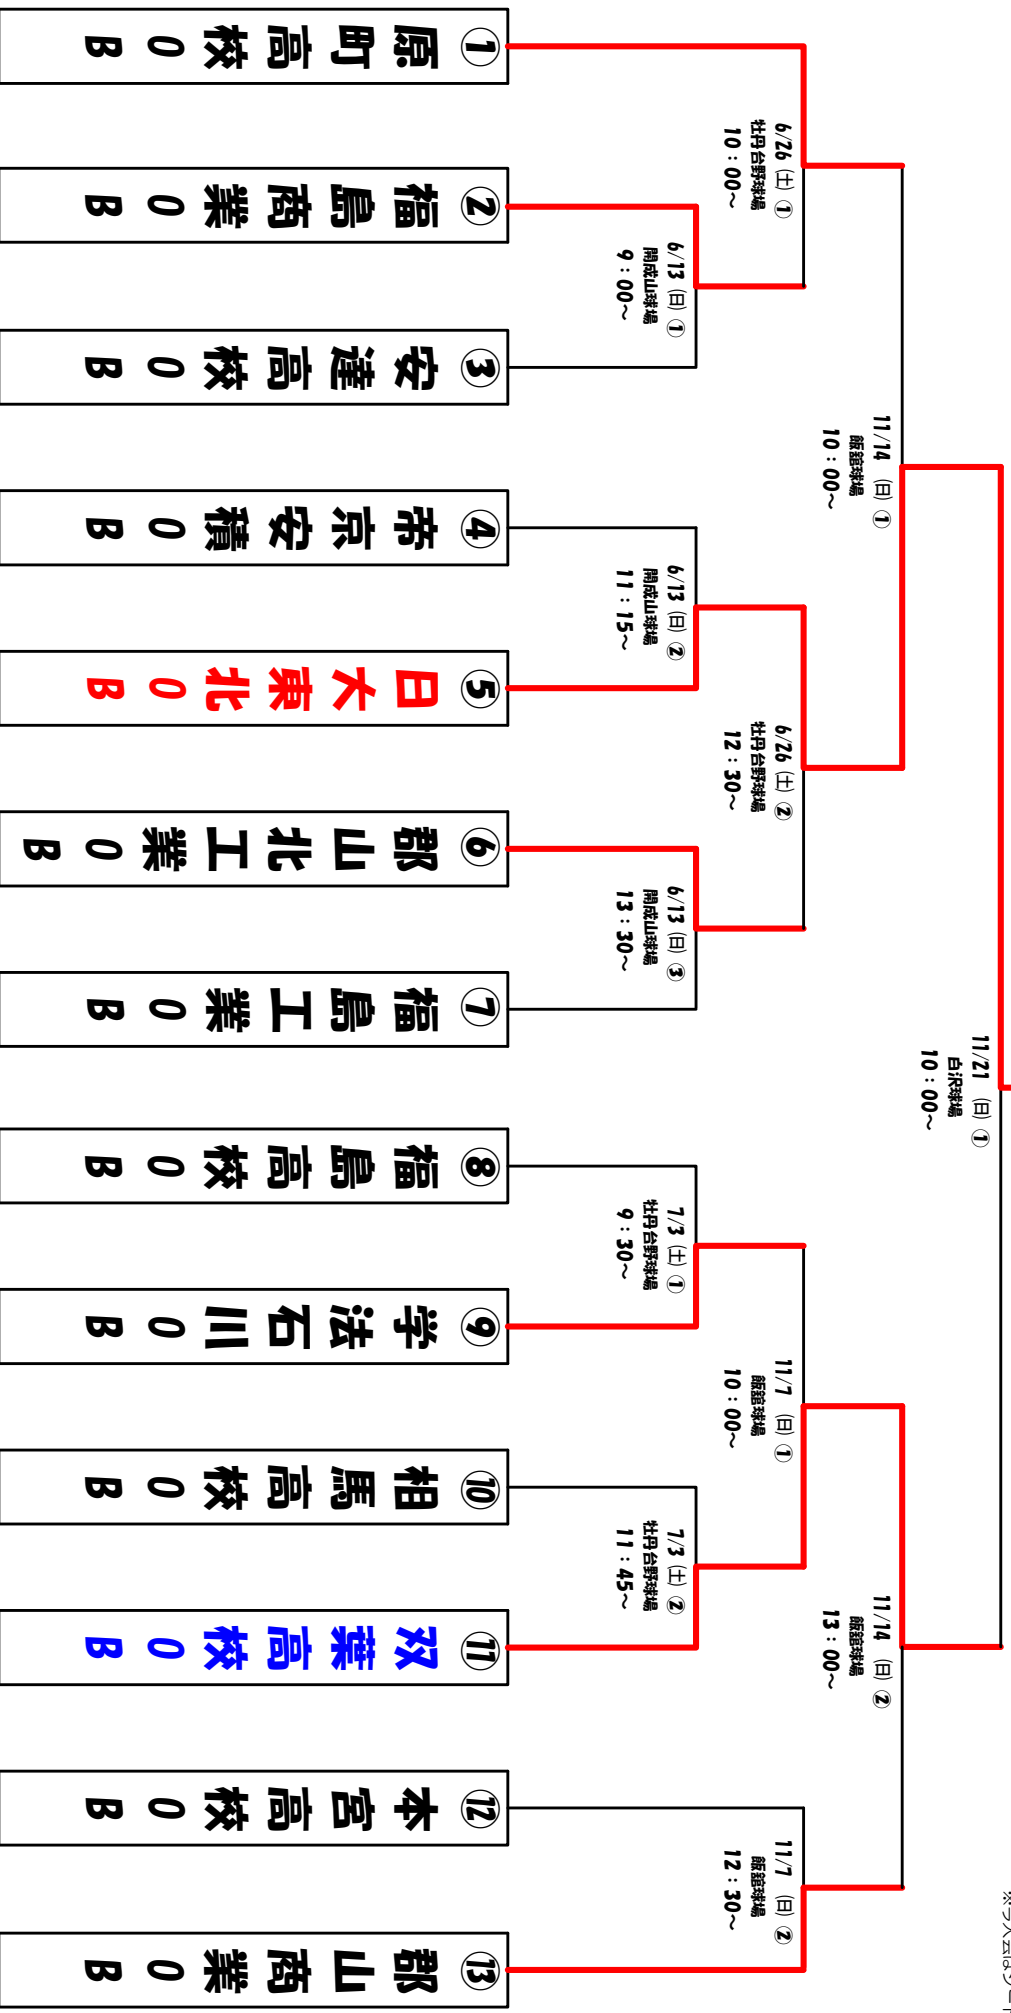 ① 原町高校OB
② 福島商業OB
③ 安達高校OB
④ 帝京安積OB
⑤ 日大東北OB
⑥ 郡山北工業OB
⑦ 福島工業OB
⑧ 福島高校OB
⑨ 学法石川OB
⑩ 相馬高校OB
⑪ 双葉高校OB
⑫ 本宮高校OB
⑬ 郡山商業OB
6/13 (日) ①
開成山球場
9：00～
6/13 (日) ②
開成山球場
11：15～
6/13 (日) ③
開成山球場
13：30～
7/3 (土) ①
牡丹台野球場
9：30～
7/3 (土) ②
牡丹台野球場
11：45～
6/26 (土) ①
牡丹台野球場
10：00～
6/26 (土) ②
牡丹台野球場
12：30～
11/7 (日) ①
飯舘球場
10：00～
11/7 (日) ②
飯舘球場
12：30～
11/14 (日) ①
飯舘球場
10：00～
11/14 (日) ②
飯舘球場
13：00～
11/21 (日) ①
白沢球場
10：00～